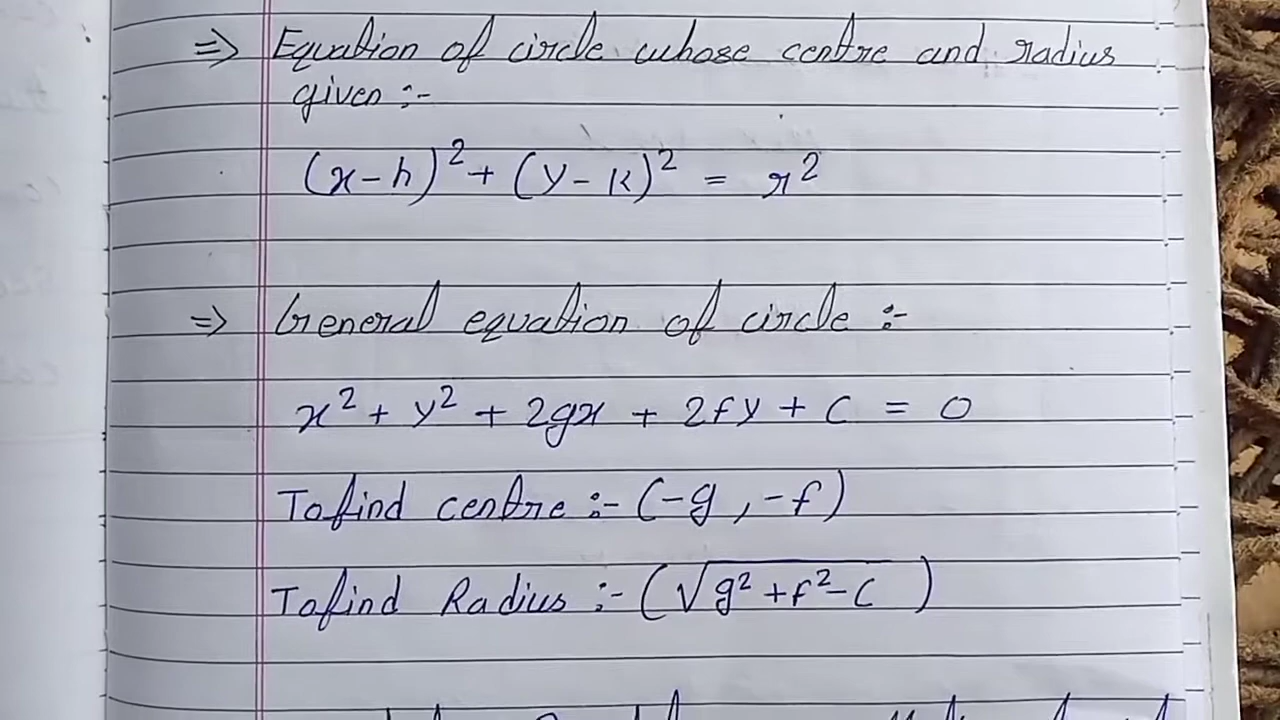 ⇒ Equation of circle whose centre and radius
given :-
(x-h)² + (y-k)² = r²
⇒ General equation of circle :-
x² + y² + 2gx + 2fy + c = 0
To find centre :- (-g, -f)
To find Radius :- (√g²+f²-c )